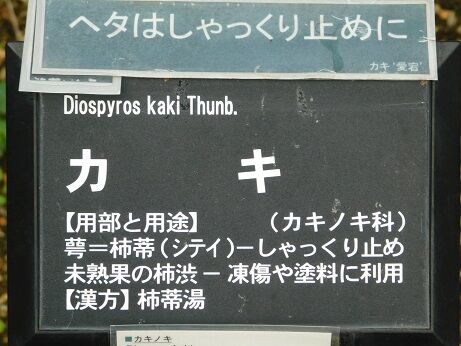 ヘタはしゃっくり止めに
カキ '愛宕'
Diospyros kaki Thunb.
カ キ
【用部と用途】 (カキノキ科)
萼＝柿蒂(シテイ)−しゃっくり止め
未熟果の柿渋 − 凍傷や塗料に利用
【漢方】柿蒂湯
■カキノキ